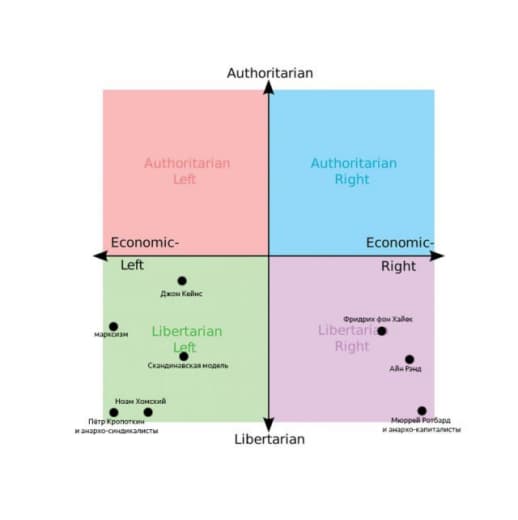 Authoritarian
Authoritarian
Left
Authoritarian
Right
Economic-
Left
Economic-
Right
Джон Кейнс
марксизм
Libertarian
Left
Скандинавская модель
Ноам Хомский
Пётр Кропоткин
и анархо-синдикалисты
Фридрих фон Хайек
Libertarian
Right
Айн Рэнд
Мюррей Ротбард
и анархо-капиталисты
Libertarian